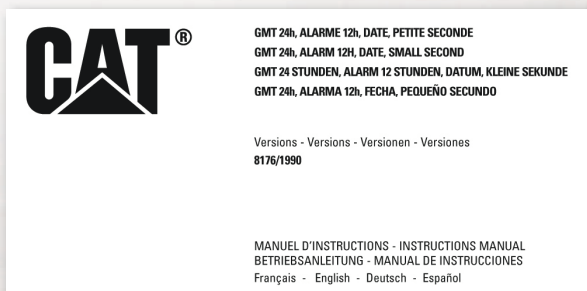 CAT®
GMT 24h, ALARME 12h, DATE, PETITE SECONDE
GMT 24h, ALARM 12H, DATE, SMALL SECOND
GMT 24 STUNDEN, ALARM 12 STUNDEN, DATUM, KLEINE SEKUNDE
GMT 24h, ALARMA 12h, FECHA, PEQUEÑO SECUNDO
Versions - Versions - Versionen - Versiones
8176/1990
MANUEL D'INSTRUCTIONS - INSTRUCTIONS MANUAL
BETRIEBSANLEITUNG - MANUAL DE INSTRUCCIONES
Français - English - Deutsch - Español